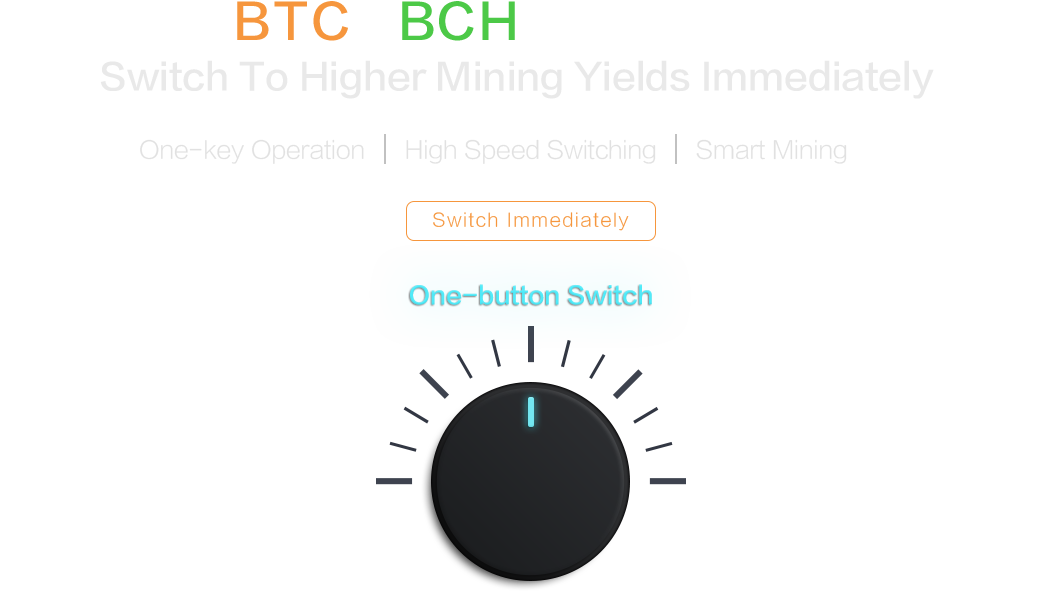 BTC BCH
Switch To Higher Mining Yields Immediately
One-key Operation | High Speed Switching | Smart Mining
Switch Immediately
One-button Switch